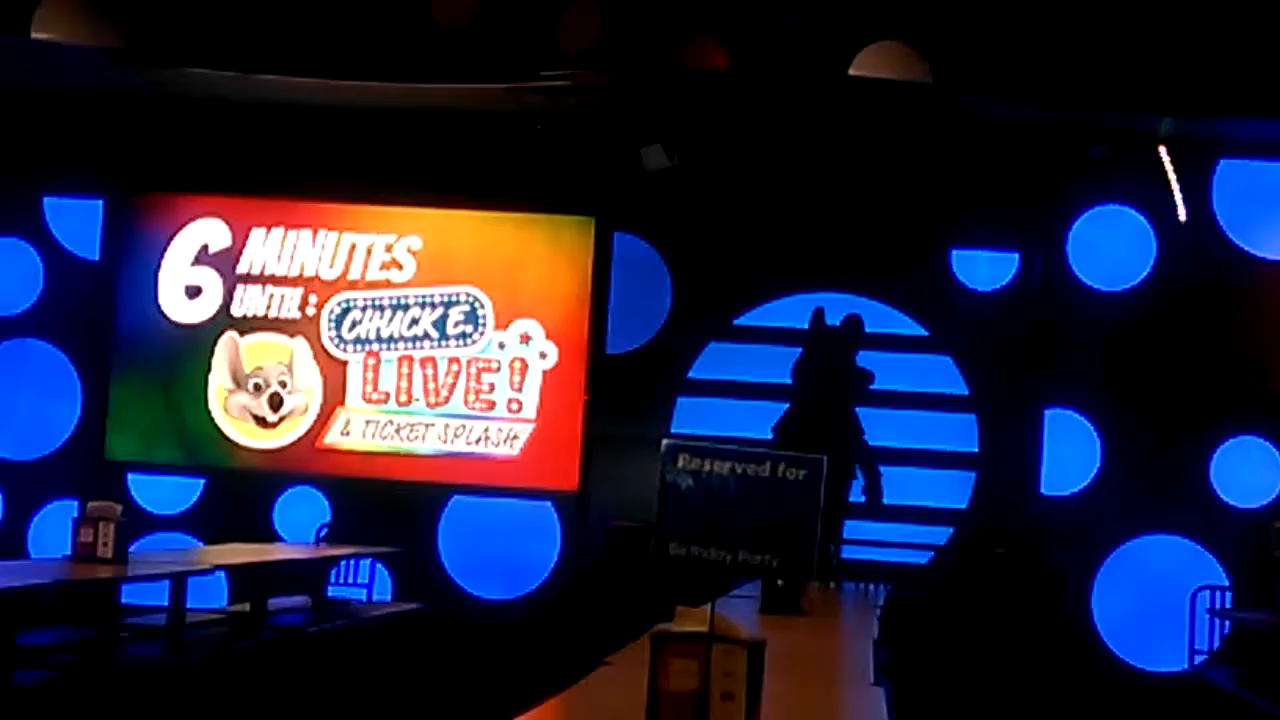 6 MINUTES
UNTIL:
CHUCK E.
LIVE!
& TICKET SPLASH
Reserved for
Birthday Party